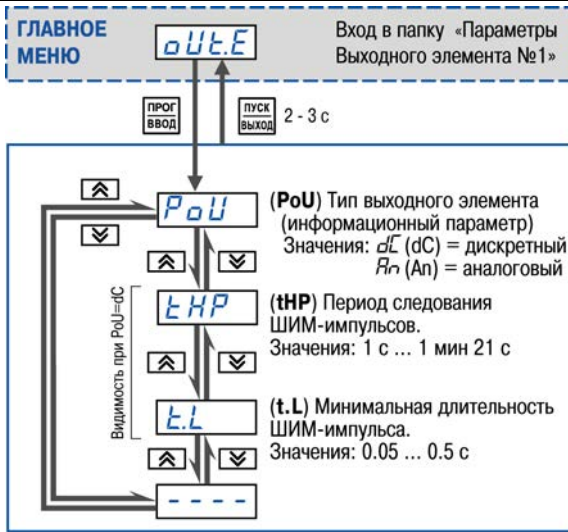 ГЛАВНОЕ
МЕНЮ
oUt.E
Вход в папку «Параметры
Выходного элемента №1»
ПРОГ
ВВОД
ПУСК
ВЫХОД
2 - 3 с
PoU
(PoU) Тип выходного элемента
(информационный параметр)
Значения: dC (dC) = дискретный
An (An) = аналоговый
Видимость при PoU=dC
tHP
(tHP) Период следования
ШИМ-импульсов.
Значения: 1 с ... 1 мин 21 с
t.L
(t.L) Минимальная длительность
ШИМ-импульса.
Значения: 0.05 ... 0.5 с
- - - -